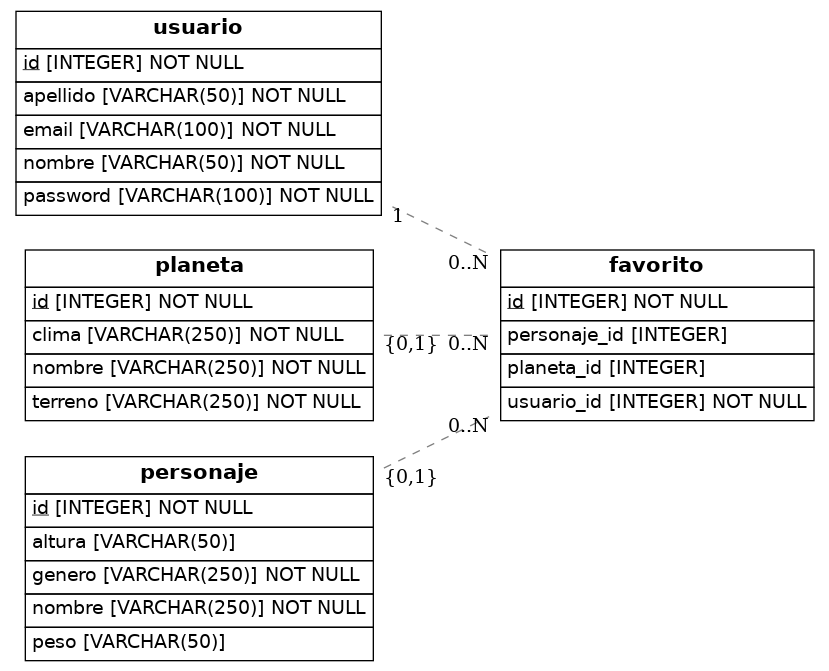 usuario
id [INTEGER] NOT NULL
apellido [VARCHAR(50)] NOT NULL
email [VARCHAR(100)] NOT NULL
nombre [VARCHAR(50)] NOT NULL
password [VARCHAR(100)] NOT NULL
1
0..N
planeta
id [INTEGER] NOT NULL
clima [VARCHAR(250)] NOT NULL
nombre [VARCHAR(250)] NOT NULL
terreno [VARCHAR(250)] NOT NULL
{0,1}
0..N
favorito
id [INTEGER] NOT NULL
personaje_id [INTEGER]
planeta_id [INTEGER]
usuario_id [INTEGER] NOT NULL
0..N
{0,1}
personaje
id [INTEGER] NOT NULL
altura [VARCHAR(50)]
genero [VARCHAR(250)] NOT NULL
nombre [VARCHAR(250)] NOT NULL
peso [VARCHAR(50)]